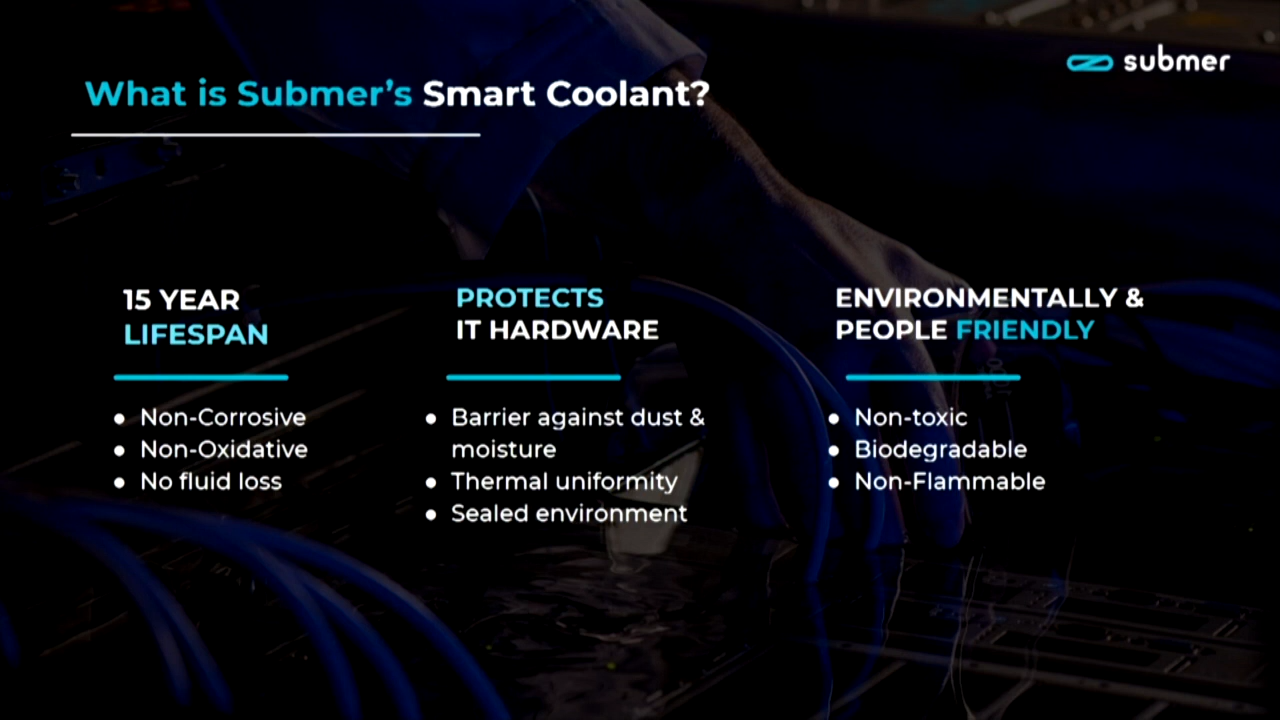 submer
What is Submer's Smart Coolant?
15 YEAR
LIFESPAN
● Non-Corrosive
● Non-Oxidative
● No fluid loss
PROTECTS
IT HARDWARE
● Barrier against dust &
moisture
● Thermal uniformity
● Sealed environment
ENVIRONMENTALLY &
PEOPLE FRIENDLY
● Non-toxic
● Biodegradable
● Non-Flammable